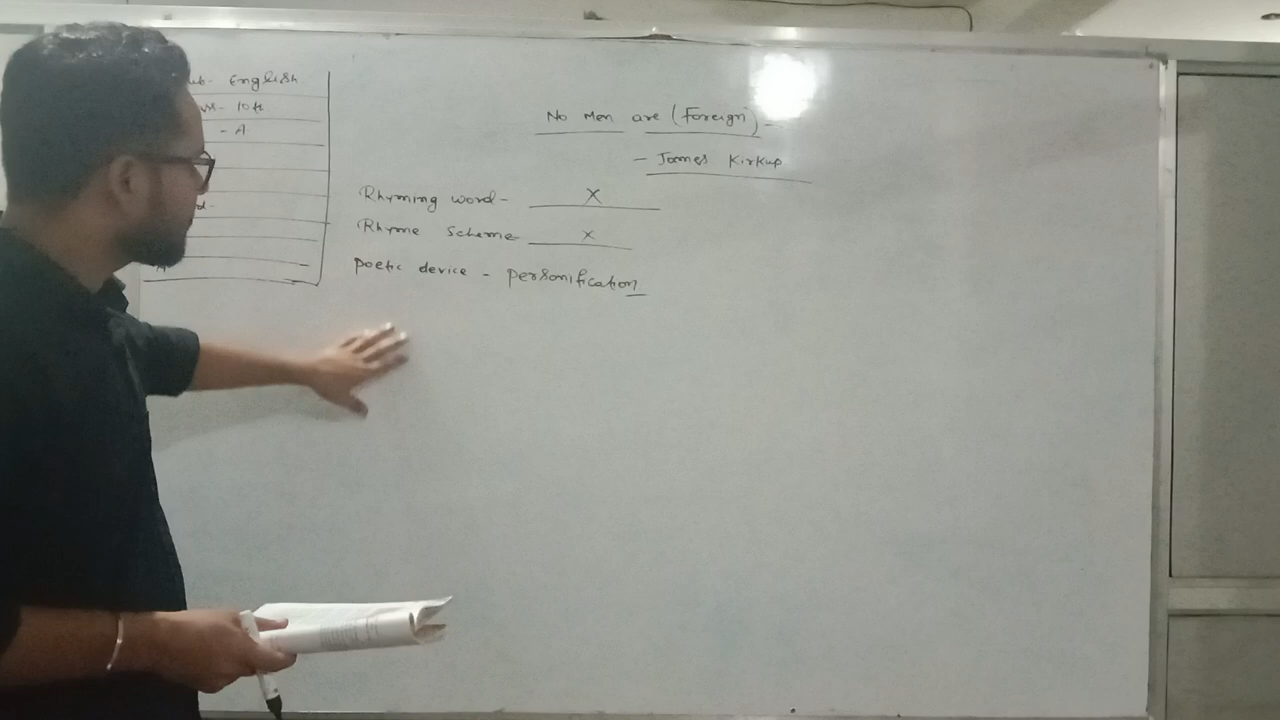 English
10th
- A
No Men are (Foreign) -
- James Kirkup
Rhyming word - X
Rhyme Scheme X
Poetic device - personification